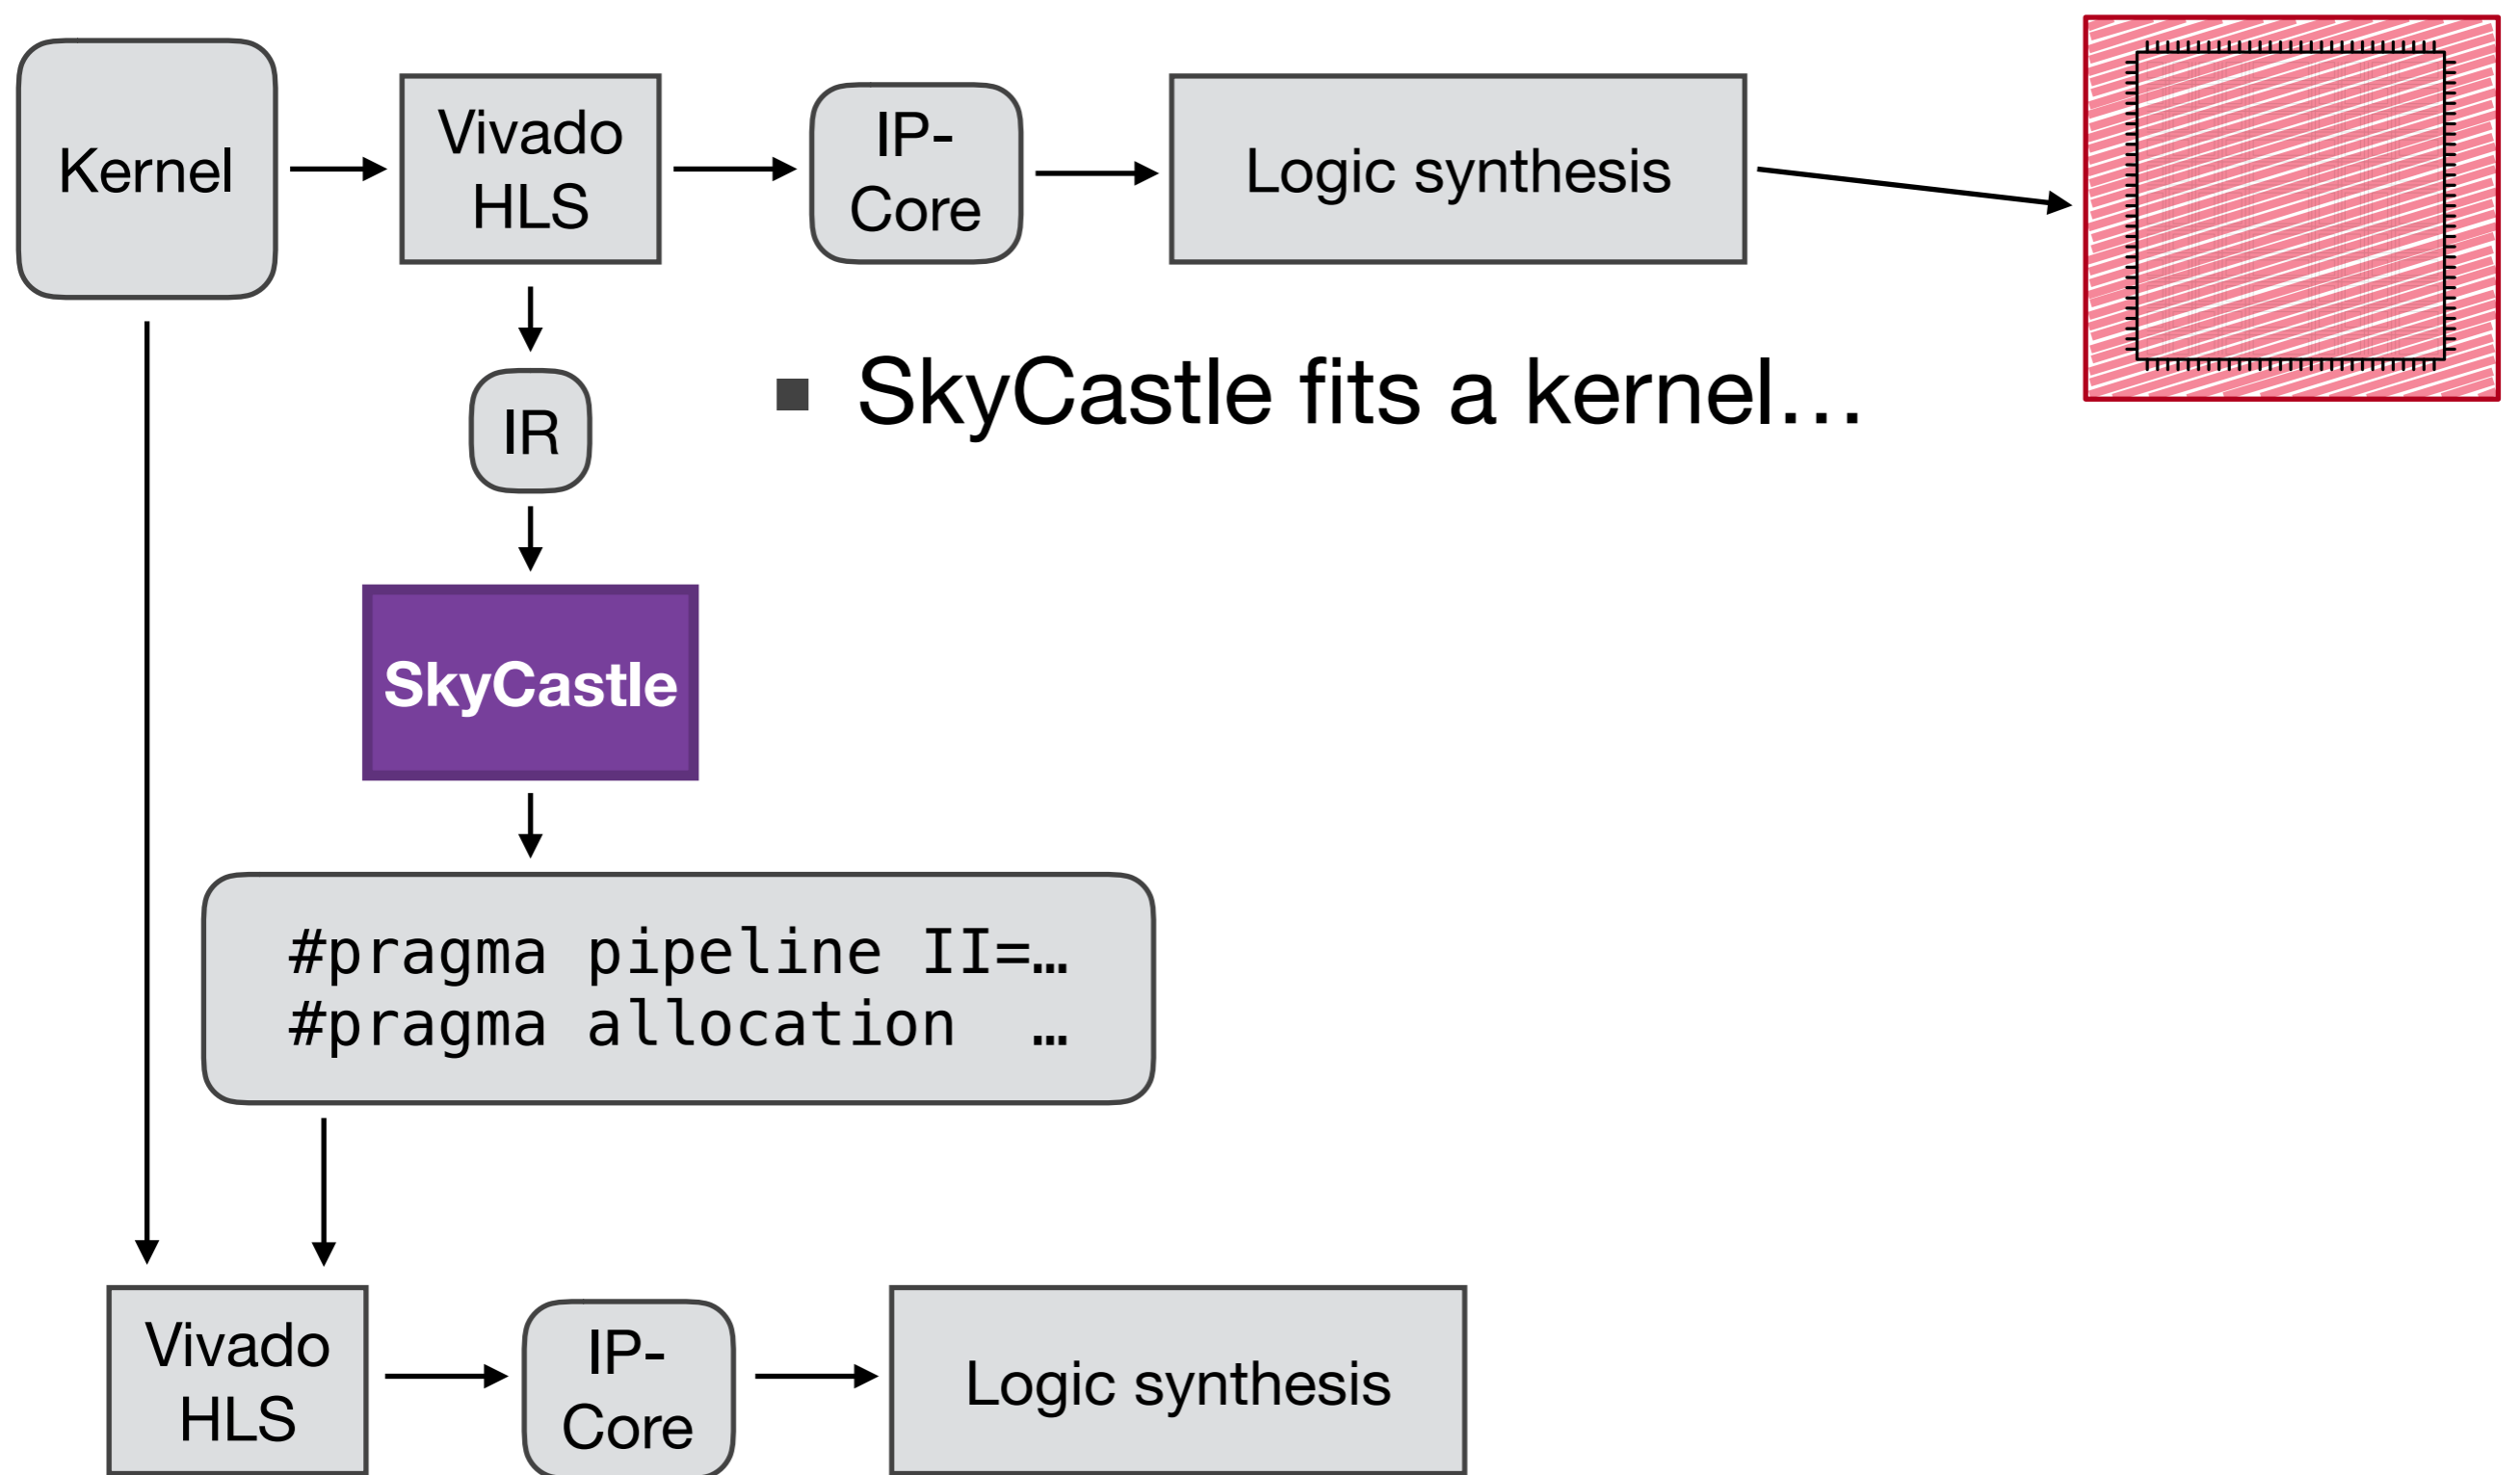 Kernel
Vivado
HLS
IP-
Core
Logic synthesis
IR
▪ SkyCastle fits a kernel…
SkyCastle
#pragma pipeline II=…
#pragma allocation  …
Vivado
HLS
IP-
Core
Logic synthesis